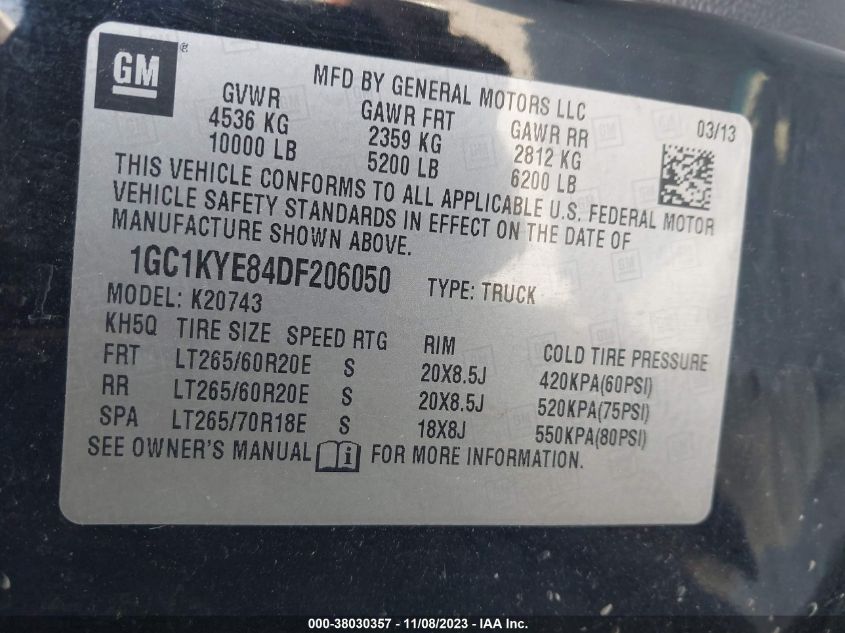 GM ®
MFD BY GENERAL MOTORS LLC
GVWR GAWR FRT GAWR RR 03/13
4536 KG 2359 KG 2812 KG
10000 LB 5200 LB 6200 LB
THIS VEHICLE CONFORMS TO ALL APPLICABLE U.S. FEDERAL MOTOR
VEHICLE SAFETY STANDARDS IN EFFECT ON THE DATE OF
MANUFACTURE SHOWN ABOVE.
1GC1KYE84DF206050 TYPE: TRUCK
MODEL: K20743
KH5Q TIRE SIZE SPEED RTG RIM COLD TIRE PRESSURE
FRT LT265/60R20E S 20X8.5J 420KPA(60PSI)
RR LT265/60R20E S 20X8.5J 520KPA(75PSI)
SPA LT265/70R18E S 18X8J 550KPA(80PSI)
SEE OWNER'S MANUAL i FOR MORE INFORMATION.
000-38030357 - 11/08/2023 - IAAI Inc.